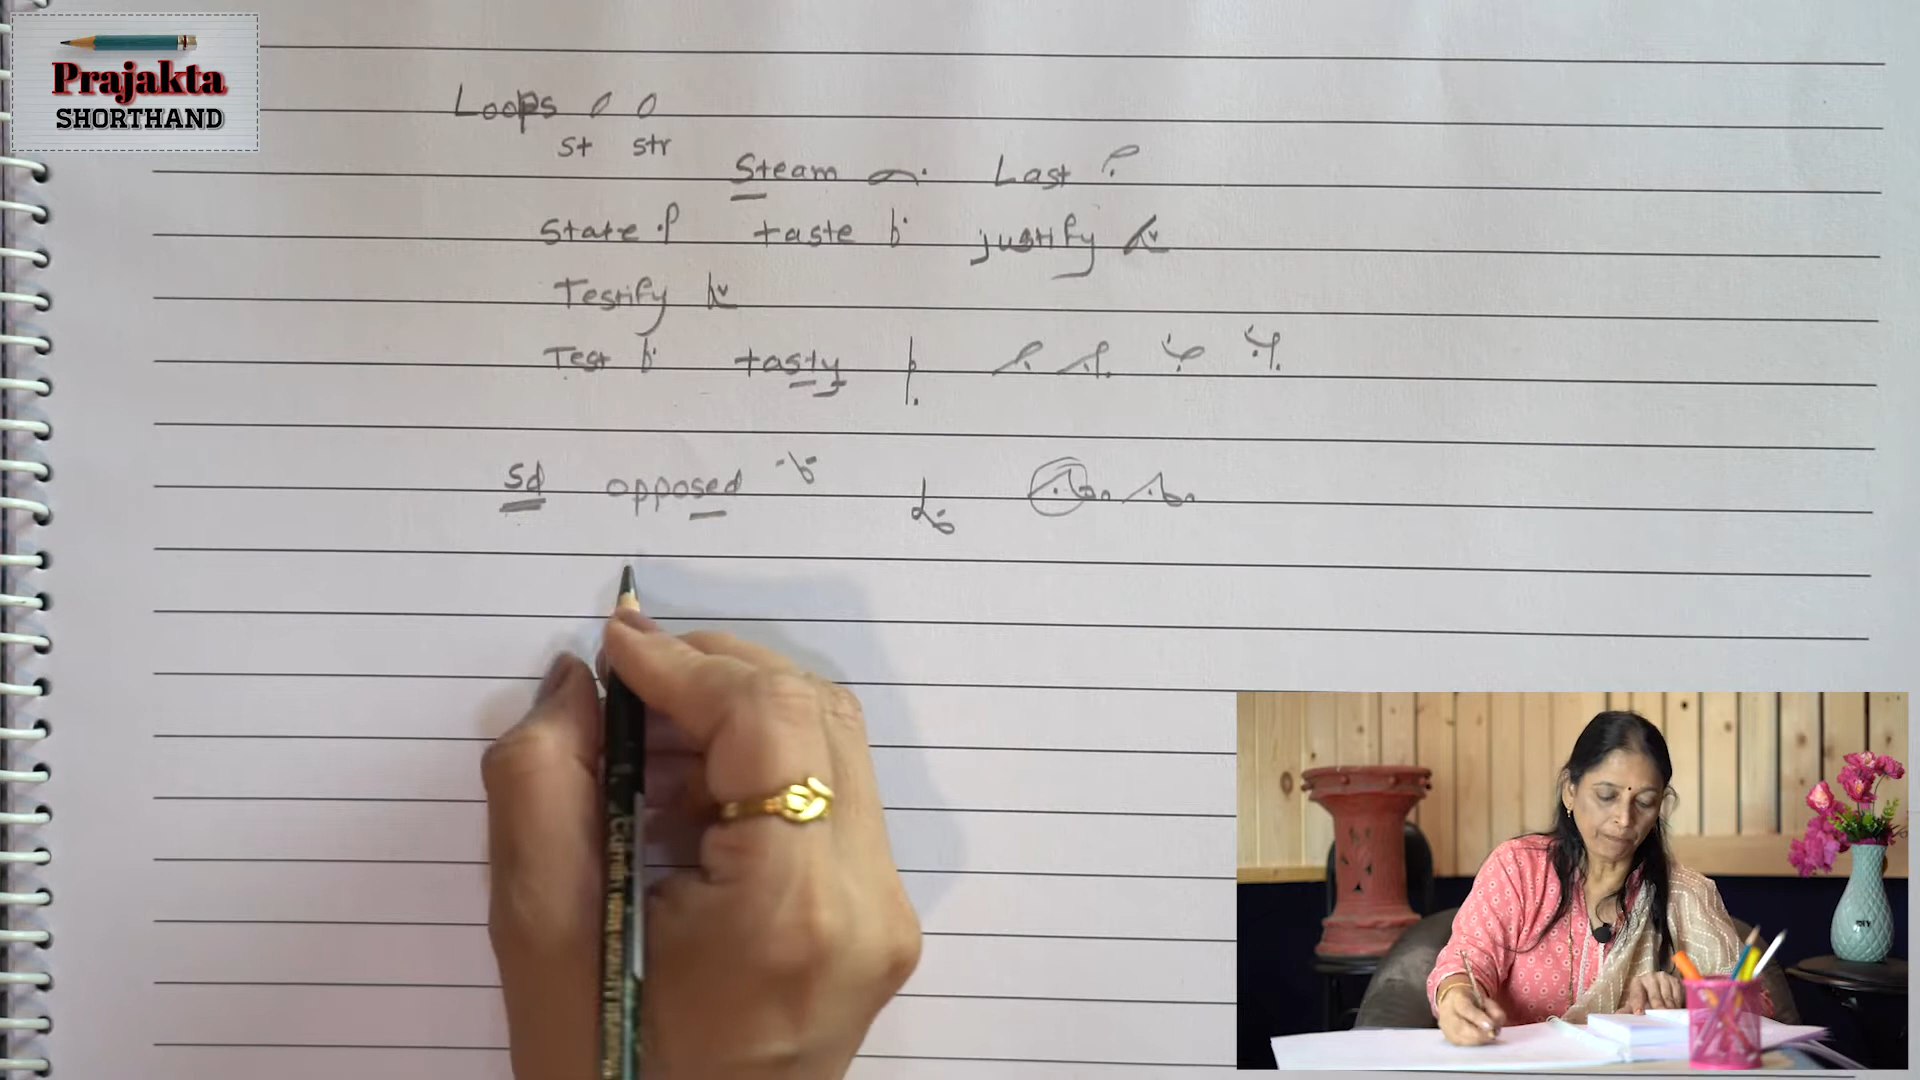 Prajakta
SHORTHAND
Loops
st str
Steam Last
State taste justify
Testify
Test tasty
Sd opposed